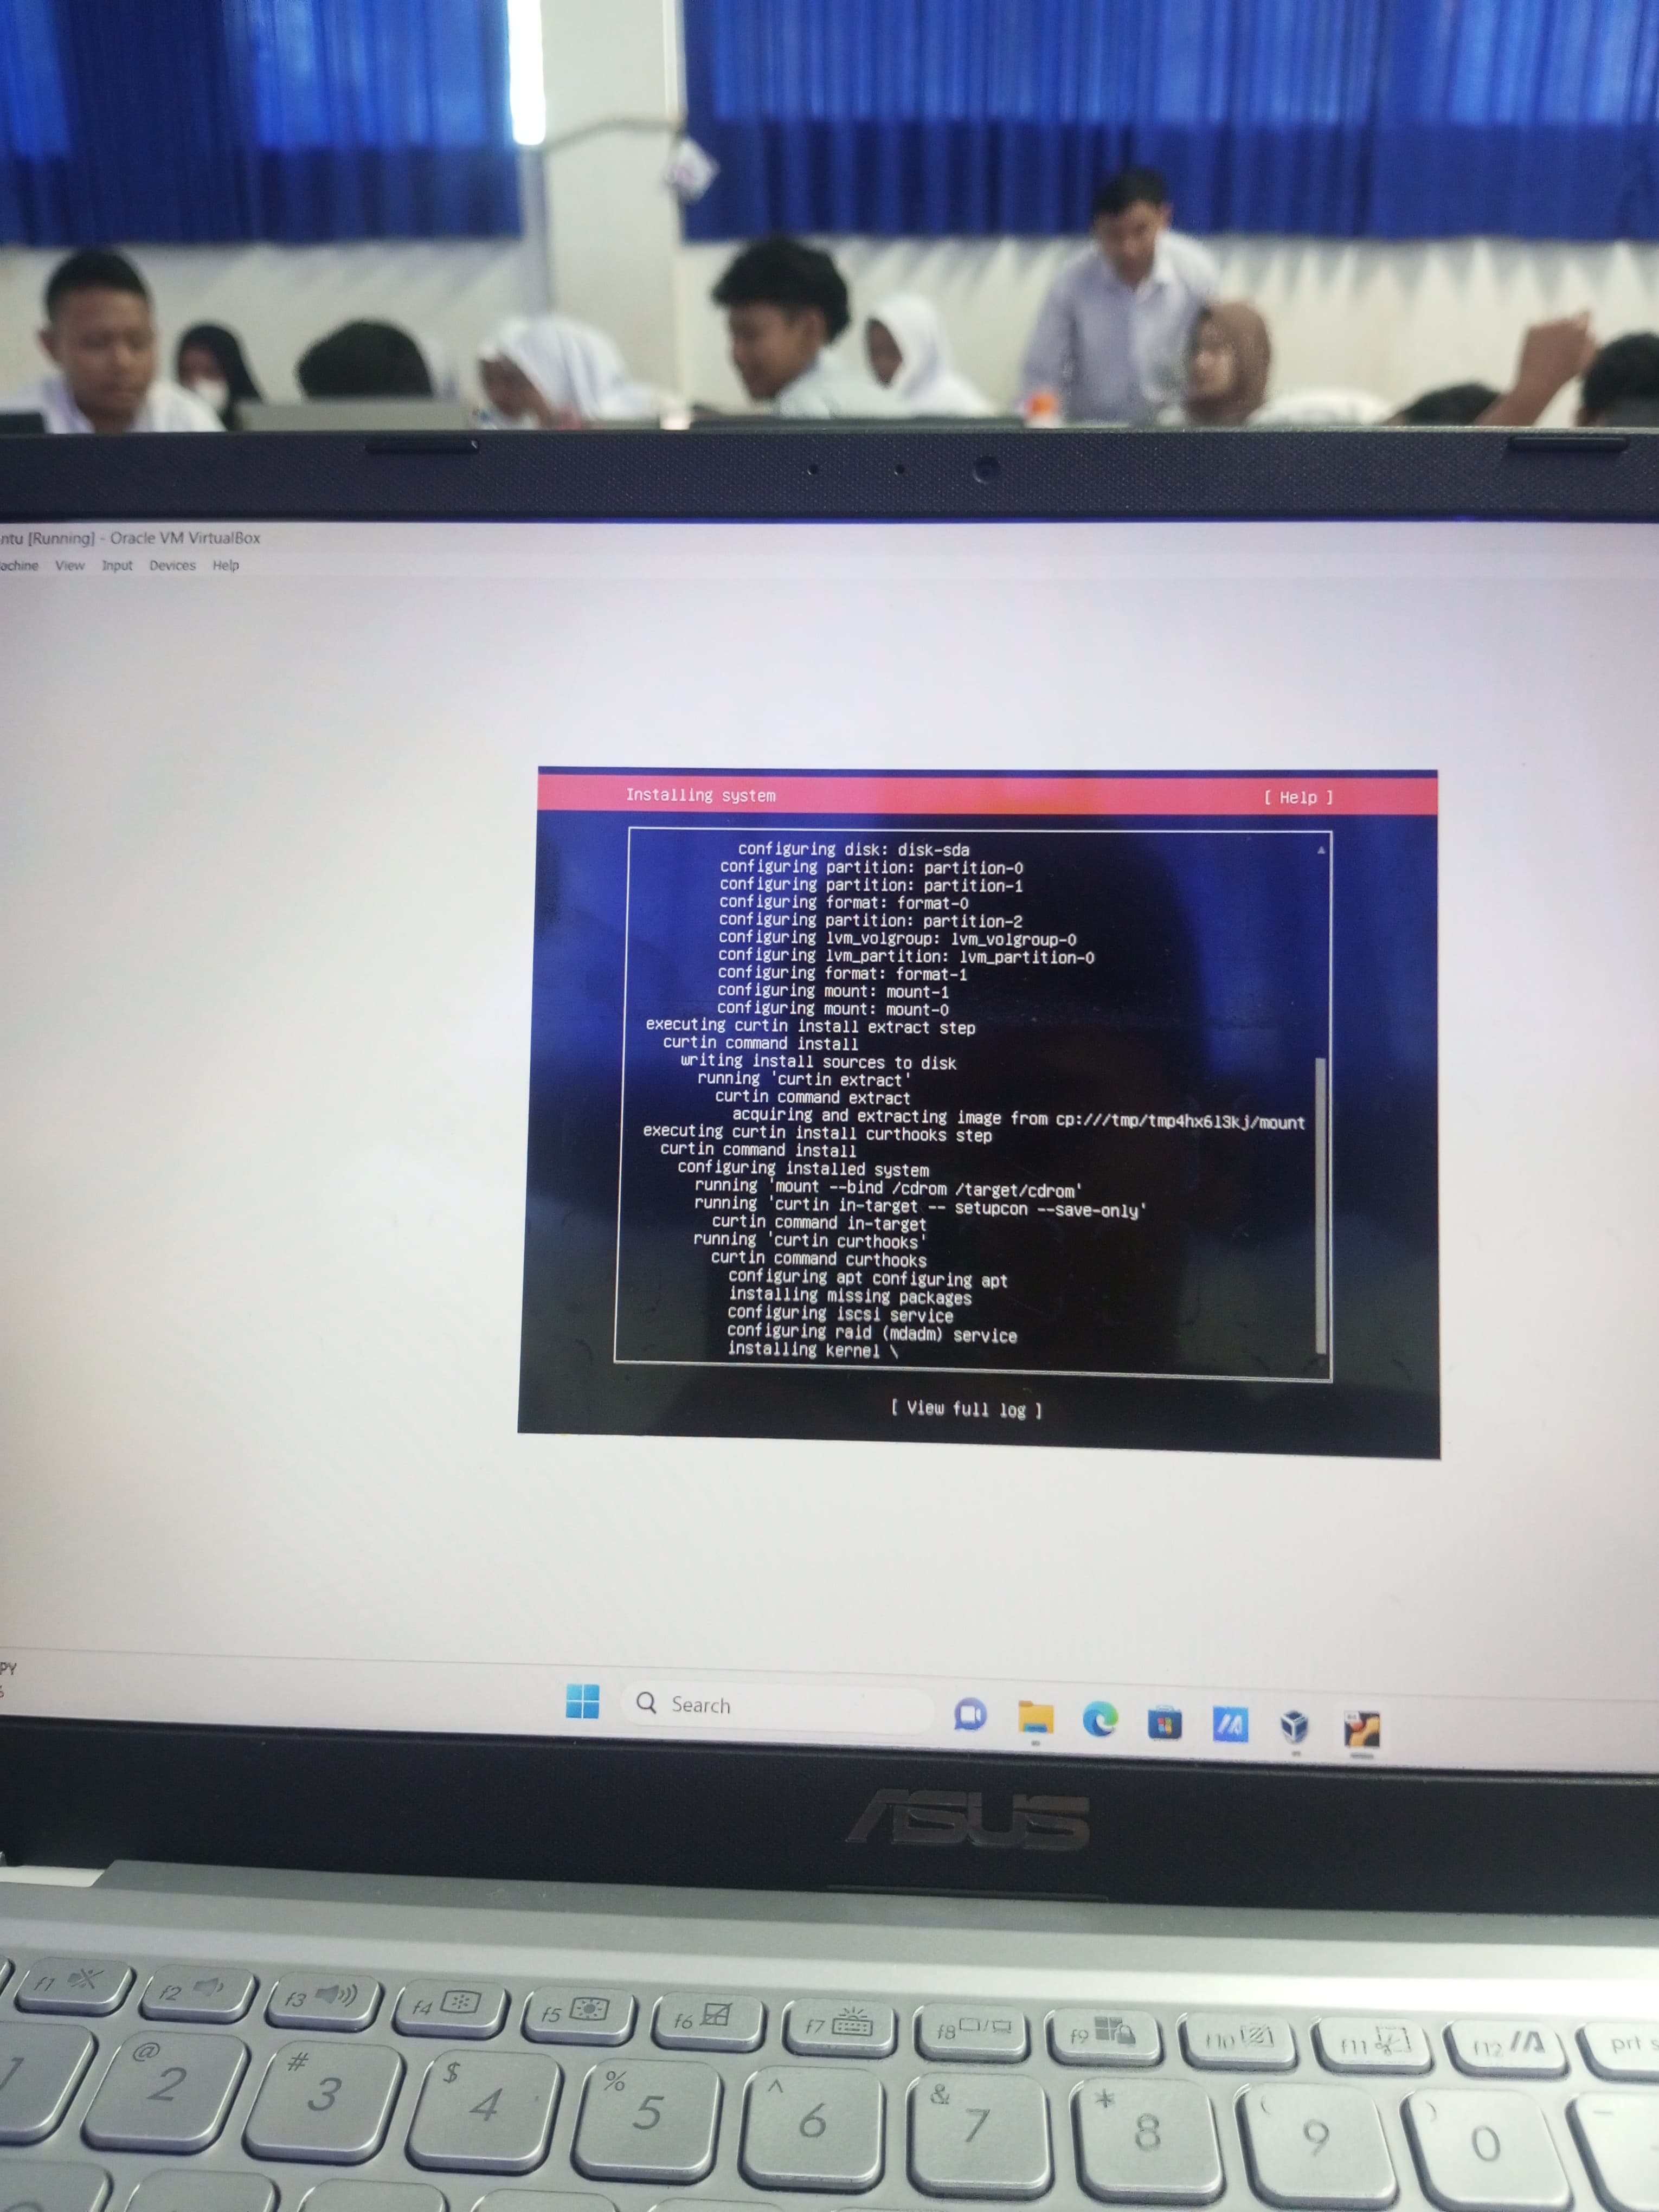 ntu [Running] - Oracle VM VirtualBox
achine View Input Devices Help
Installing system [ Help ]
configuring disk: disk-sda
configuring partition: partition-0
configuring partition: partition-1
configuring format: format-0
configuring partition: partition-2
configuring lvm_volgroup: lvm_volgroup-0
configuring lvm_partition: lvm_partition-0
configuring format: format-1
configuring mount: mount-1
configuring mount: mount-0
executing curtin install extract step
curtin command install
writing install sources to disk
running 'curtin extract'
curtin command extract
acquiring and extracting image from cp:///tmp/tmp4hx6l3kj/mount
executing curtin install curthooks step
curtin command install
configuring installed system
running 'mount --bind /cdrom /target/cdrom'
running 'curtin in-target -- setupcon --save-only'
curtin command in-target
running 'curtin curthooks'
curtin command curthooks
configuring apt configuring apt
installing missing packages
configuring iscsi service
configuring raid (mdadm) service
installing kernel \
[ View full log ]
PY
Search
ASUS
f1 f2 f3 f4 f5 f6 f7 f8 f9 f10 f11 f12 prt s
@ # $ % ^ & * ( ) _
1 2 3 4 5 6 7 8 9 0